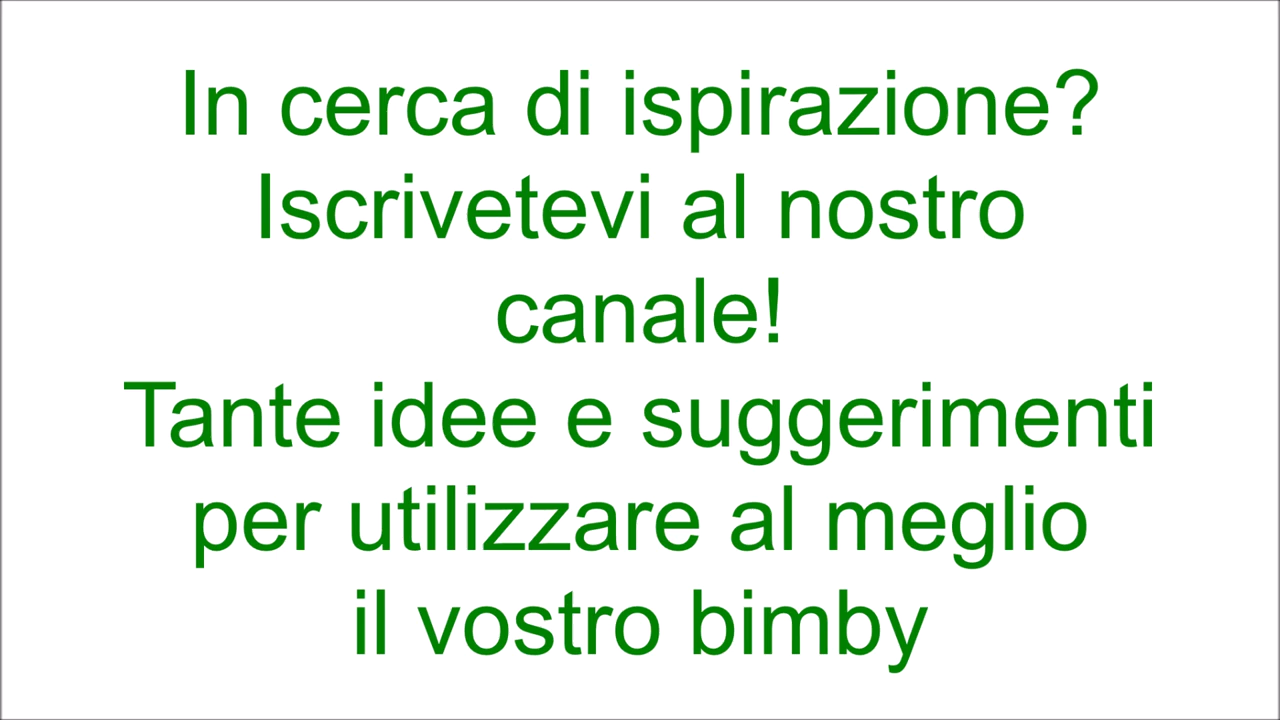 In cerca di ispirazione?
Iscrivetevi al nostro
canale!
Tante idee e suggerimenti
per utilizzare al meglio
il vostro bimby